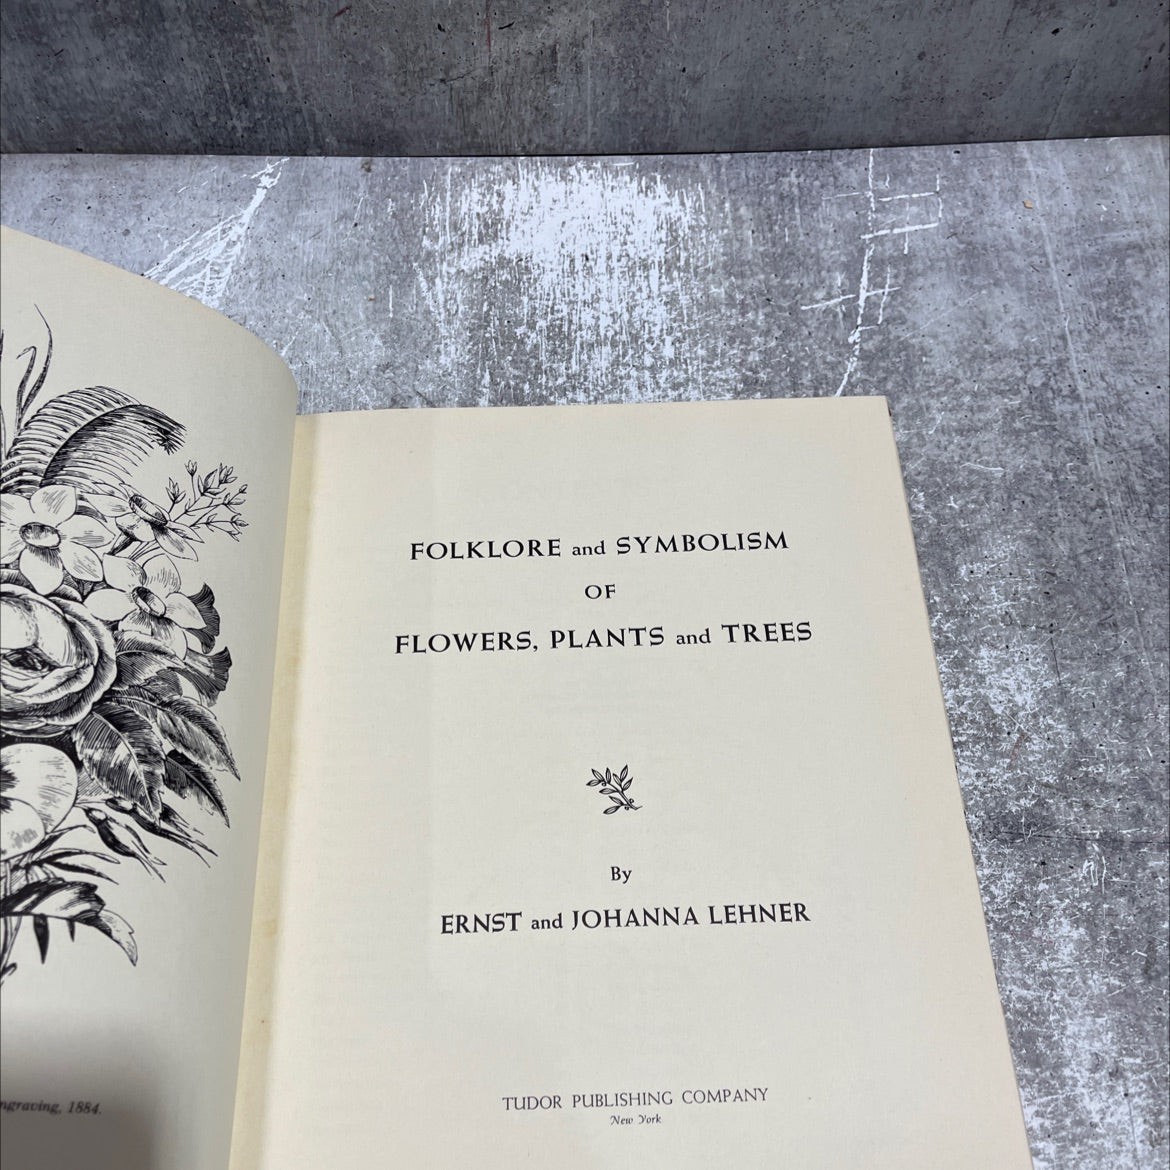 FOLKLORE and SYMBOLISM
OF
FLOWERS, PLANTS and TREES
By
ERNST and JOHANNA LEHNER
TUDOR PUBLISHING COMPANY
New York
1884.